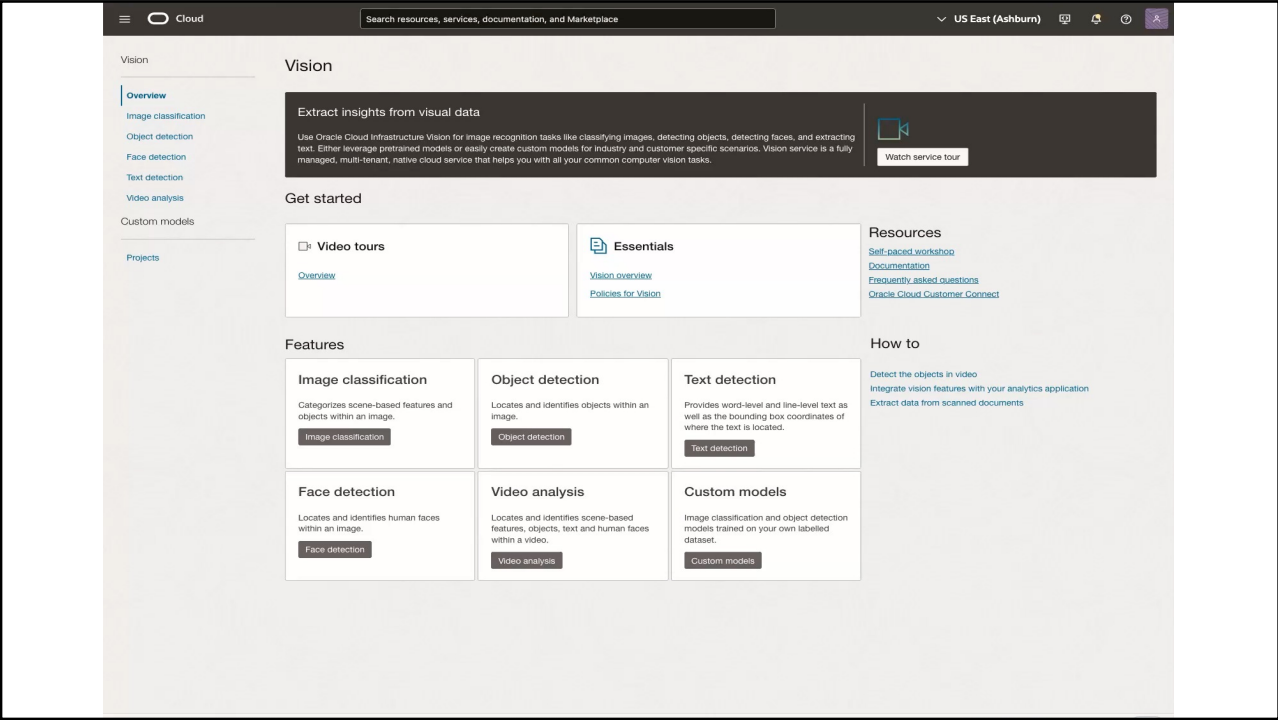 Cloud
Search resources, services, documentation, and Marketplace
US East (Ashburn)
Vision
Overview
Image classification
Object detection
Face detection
Text detection
Video analysis
Custom models
Projects
Vision
Extract insights from visual data
Use Oracle Cloud Infrastructure Vision for image recognition tasks like classifying images, detecting objects, detecting faces, and extracting
text. Either leverage pretrained models or easily create custom models for industry and customer specific scenarios. Vision service is a fully
managed, multi-tenant, native cloud service that helps you with all your common computer vision tasks.
Watch service tour
Get started
Video tours
Overview
Essentials
Vision overview
Policies for Vision
Resources
Self-paced workshop
Documentation
Frequently asked questions
Oracle Cloud Customer Connect
Features
Image classification
Categorizes scene-based features and
objects within an image.
Image classification
Object detection
Locates and identifies objects within an
image.
Object detection
Text detection
Provides word-level and line-level text as
well as the bounding box coordinates of
where the text is located.
Text detection
Face detection
Locates and identifies human faces
within an image.
Face detection
Video analysis
Locates and identifies scene-based
features, objects, text and human faces
within a video.
Video analysis
Custom models
Image classification and object detection
models trained on your own labelled
dataset.
Custom models
How to
Detect the objects in video
Integrate vision features with your analytics application
Extract data from scanned documents